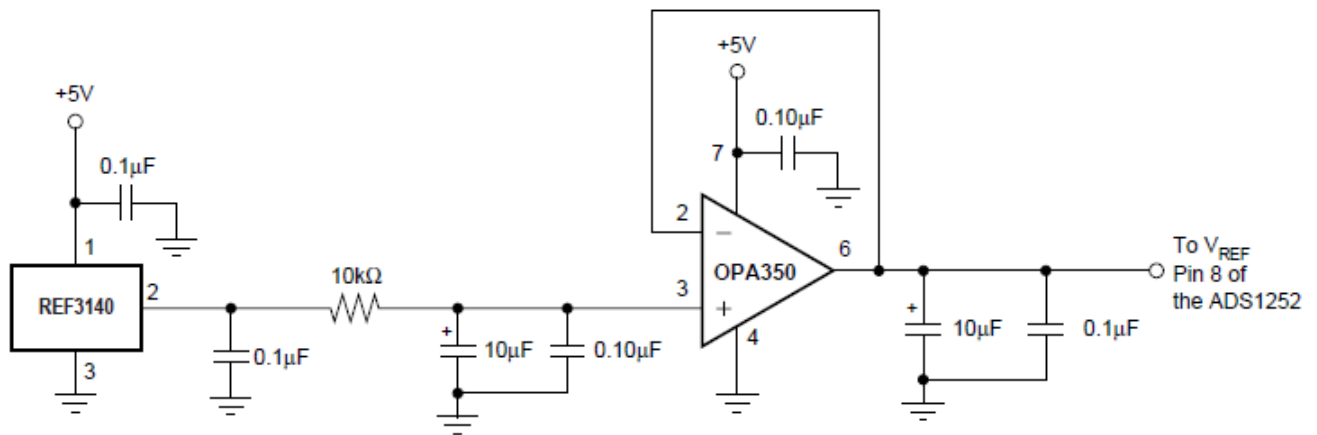 +5V
0.1µF
1
REF3140
2
3
0.1µF
10kΩ
+
10µF
0.10µF
+5V
0.10µF
7
2
−
3
+
OPA350
4
6
+
10µF
0.1µF
To VREF
Pin 8 of
the ADS1252